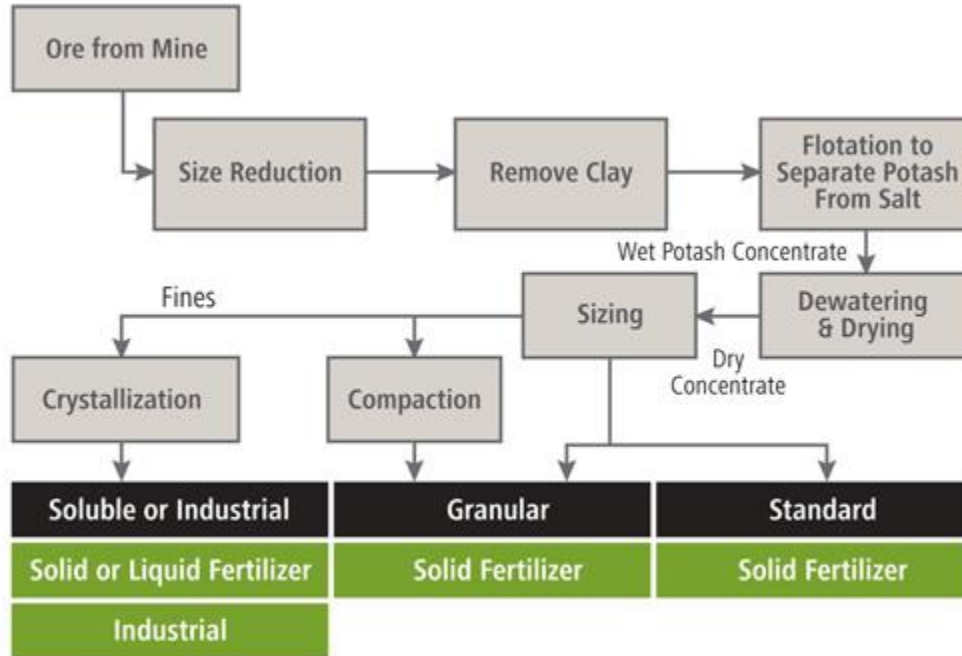 Ore from Mine
Size Reduction
Remove Clay
Flotation to
Separate Potash
From Salt
Wet Potash Concentrate
Dewatering
& Drying
Dry
Concentrate
Sizing
Fines
Crystallization
Compaction
Soluble or Industrial
Granular
Standard
Solid or Liquid Fertilizer
Solid Fertilizer
Solid Fertilizer
Industrial